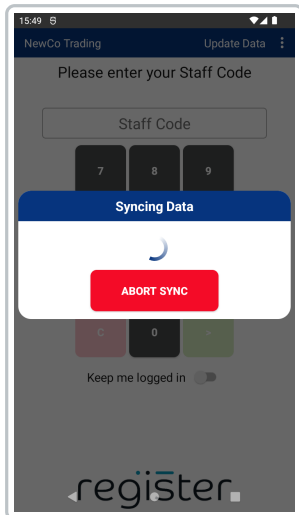 15:49
NewCo Trading Update Data
Please enter your Staff Code
Staff Code
7 8 9
Syncing Data
ABORT SYNC
C 0
Keep me logged in
register